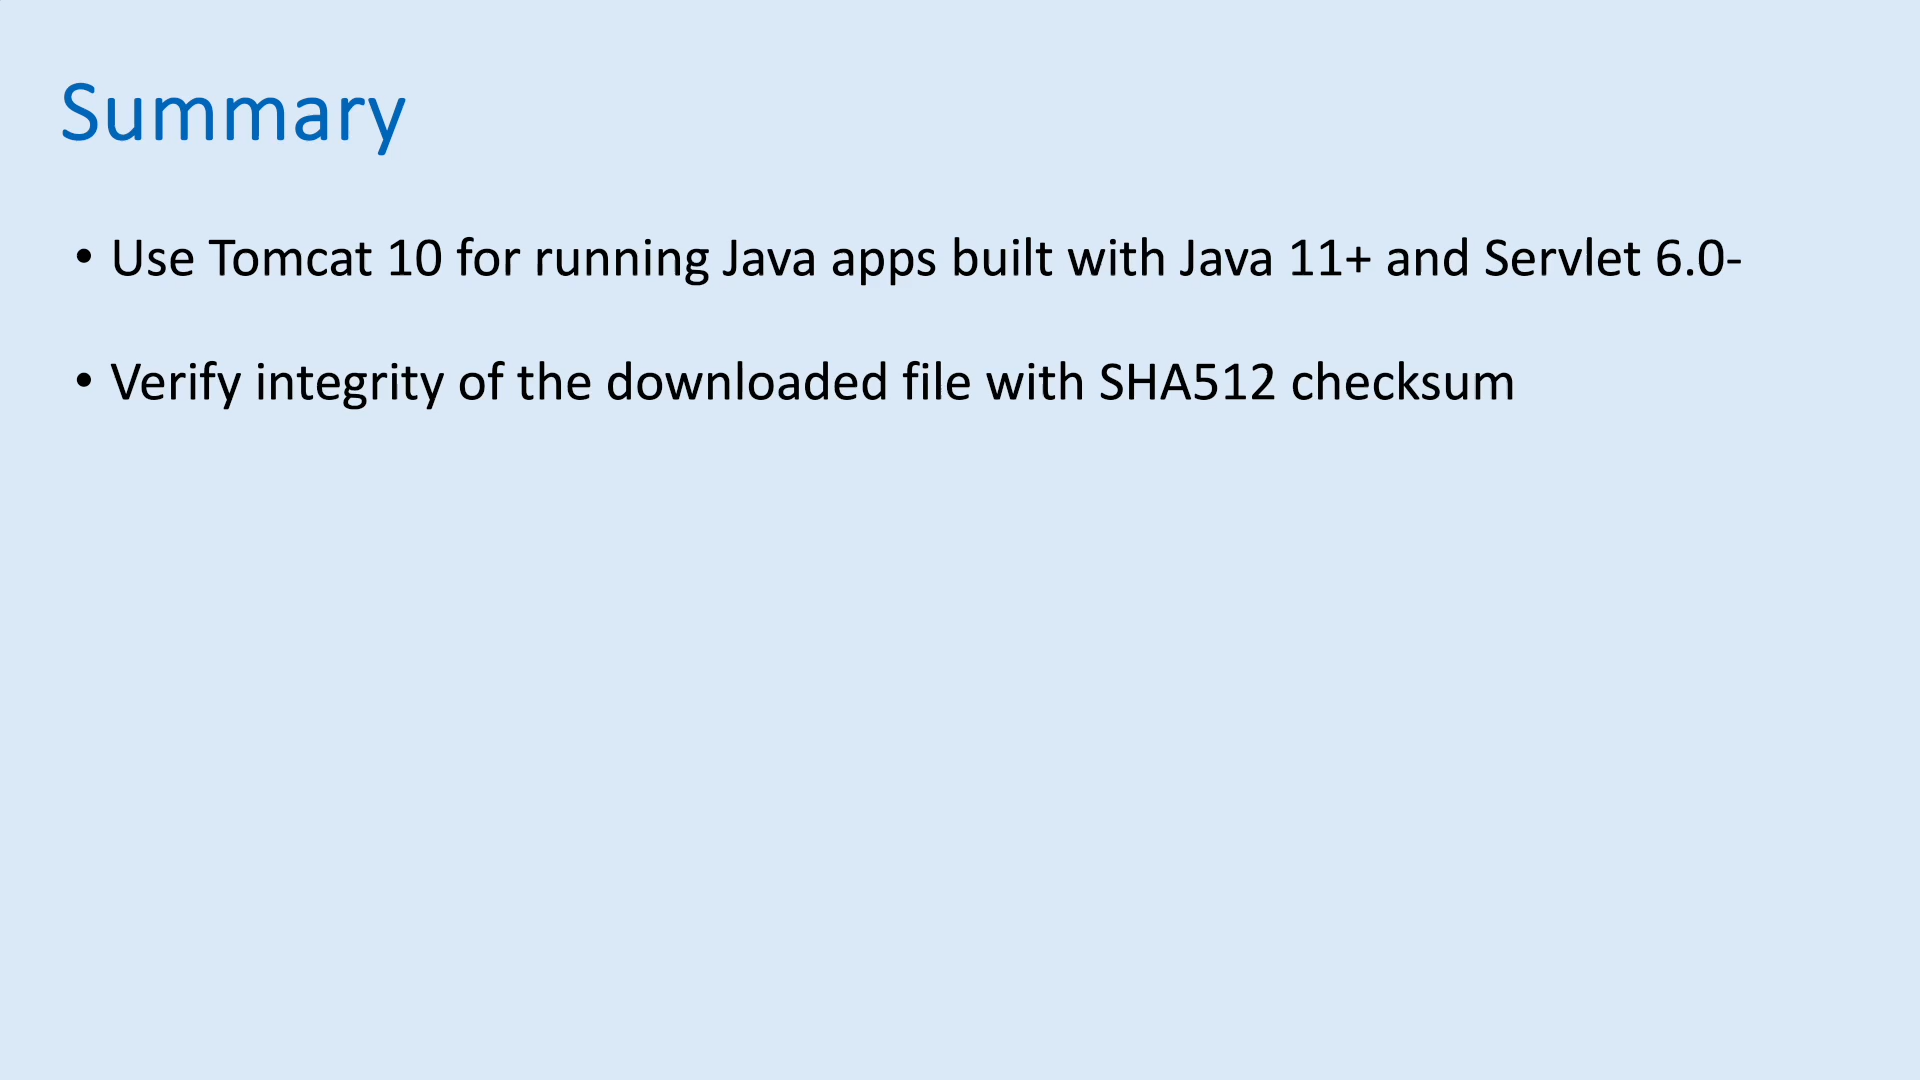 Summary
• Use Tomcat 10 for running Java apps built with Java 11+ and Servlet 6.0-
• Verify integrity of the downloaded file with SHA512 checksum